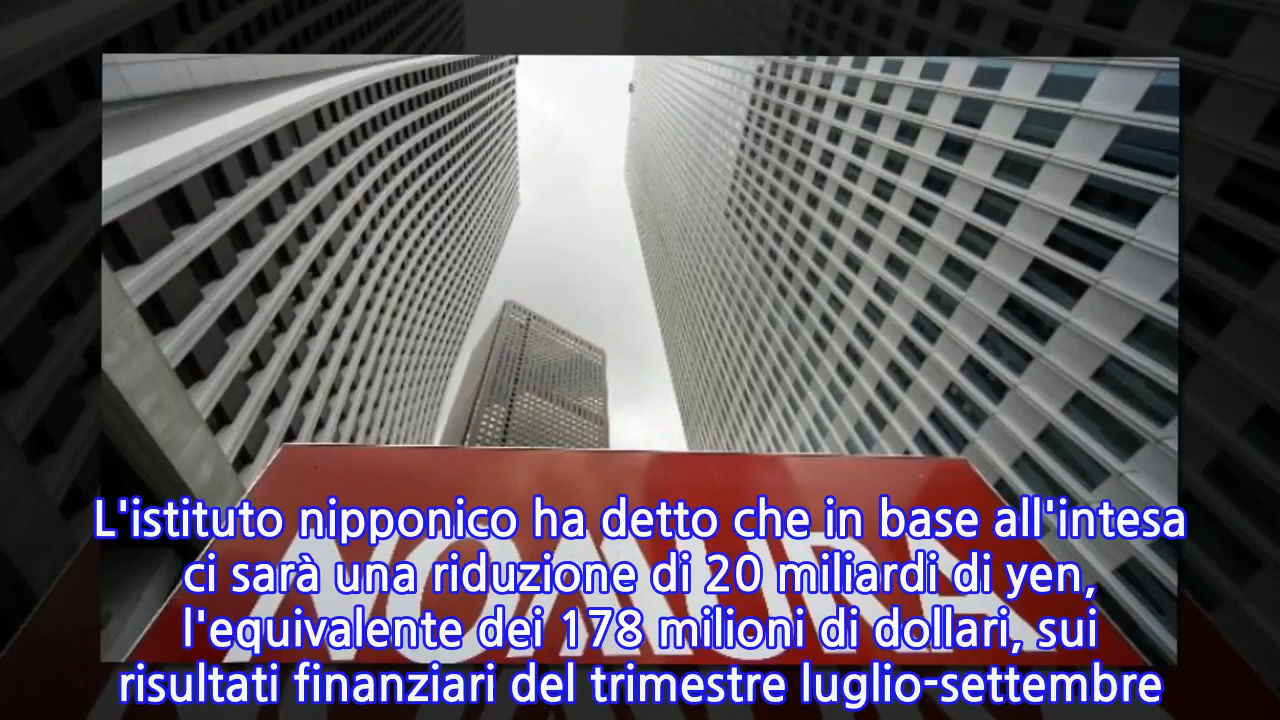 L'istituto nipponico ha detto che in base all'intesa
ci sarà una riduzione di 20 miliardi di yen,
l'equivalente dei 178 milioni di dollari, sui
risultati finanziari del trimestre luglio-settembre
NOMURA